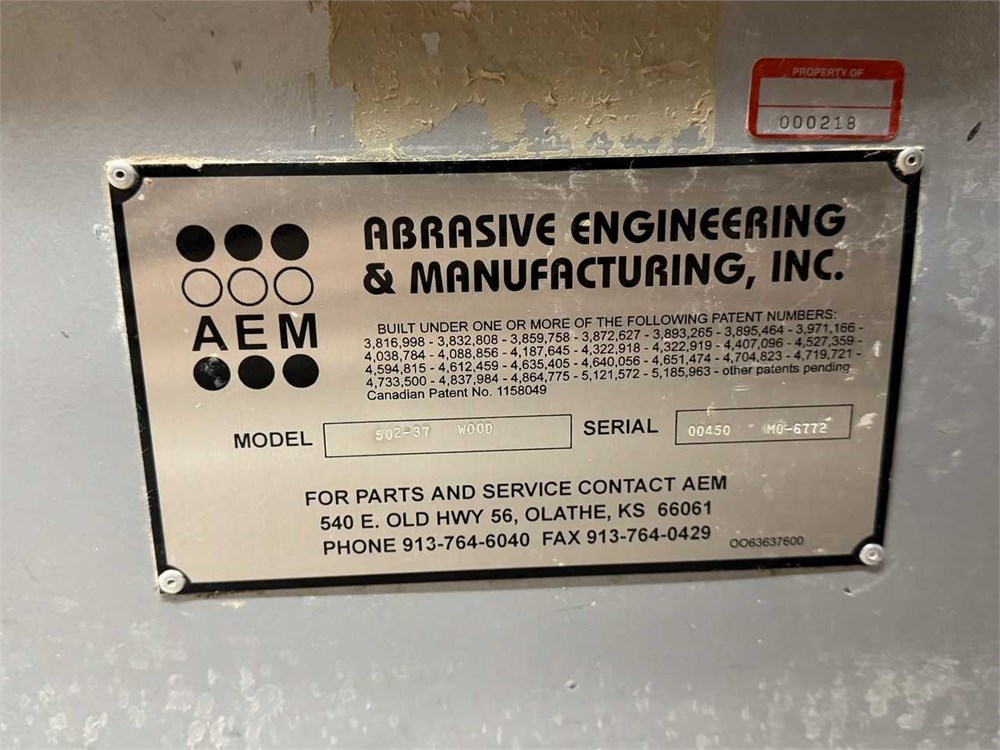 PROPERTY OF
000218
ABRASIVE ENGINEERING
& MANUFACTURING, INC.
AEM
BUILT UNDER ONE OR MORE OF THE FOLLOWING PATENT NUMBERS:
3,816,998 - 3,832,808 - 3,859,758 - 3,872,627 - 3,893,265 - 3,895,464 - 3,971,166 -
4,038,784 - 4,088,856 - 4,187,645 - 4,322,918 - 4,322,919 - 4,407,096 - 4,527,359 -
4,594,815 - 4,612,459 - 4,635,405 - 4,640,056 - 4,651,474 - 4,704,823 - 4,719,721 -
4,733,500 - 4,837,984 - 4,864,775 - 5,121,572 - 5,185,963 - other patents pending
Canadian Patent No. 1158049
MODEL 502-37 WOOD SERIAL 00450 MO-6772
FOR PARTS AND SERVICE CONTACT AEM
540 E. OLD HWY 56, OLATHE, KS 66061
PHONE 913-764-6040 FAX 913-764-0429
OO63637600